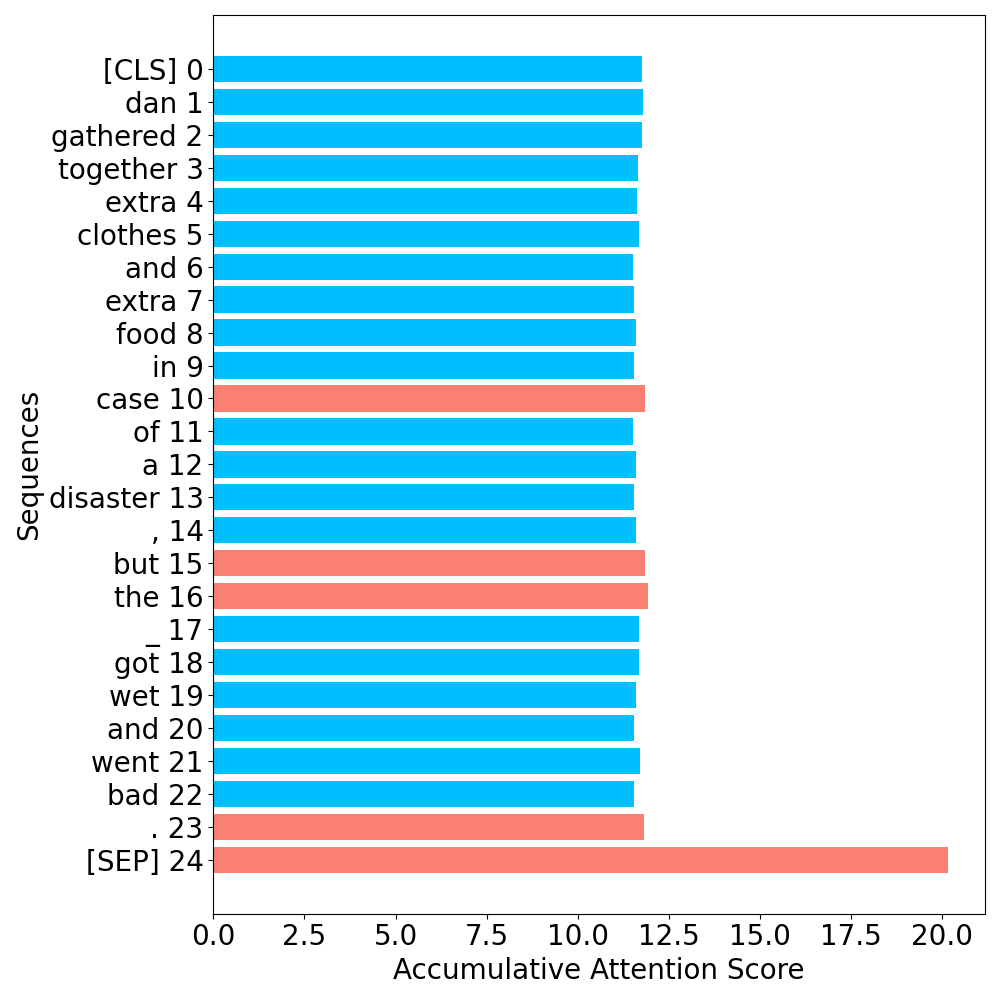 [CLS] 0
dan 1
gathered 2
together 3
extra 4
clothes 5
and 6
extra 7
food 8
in 9
case 10
of 11
a 12
disaster 13
, 14
but 15
the 16
_ 17
got 18
wet 19
and 20
went 21
bad 22
. 23
[SEP] 24
Sequences
0.0 2.5 5.0 7.5 10.0 12.5 15.0 17.5 20.0
Accumulative Attention Score